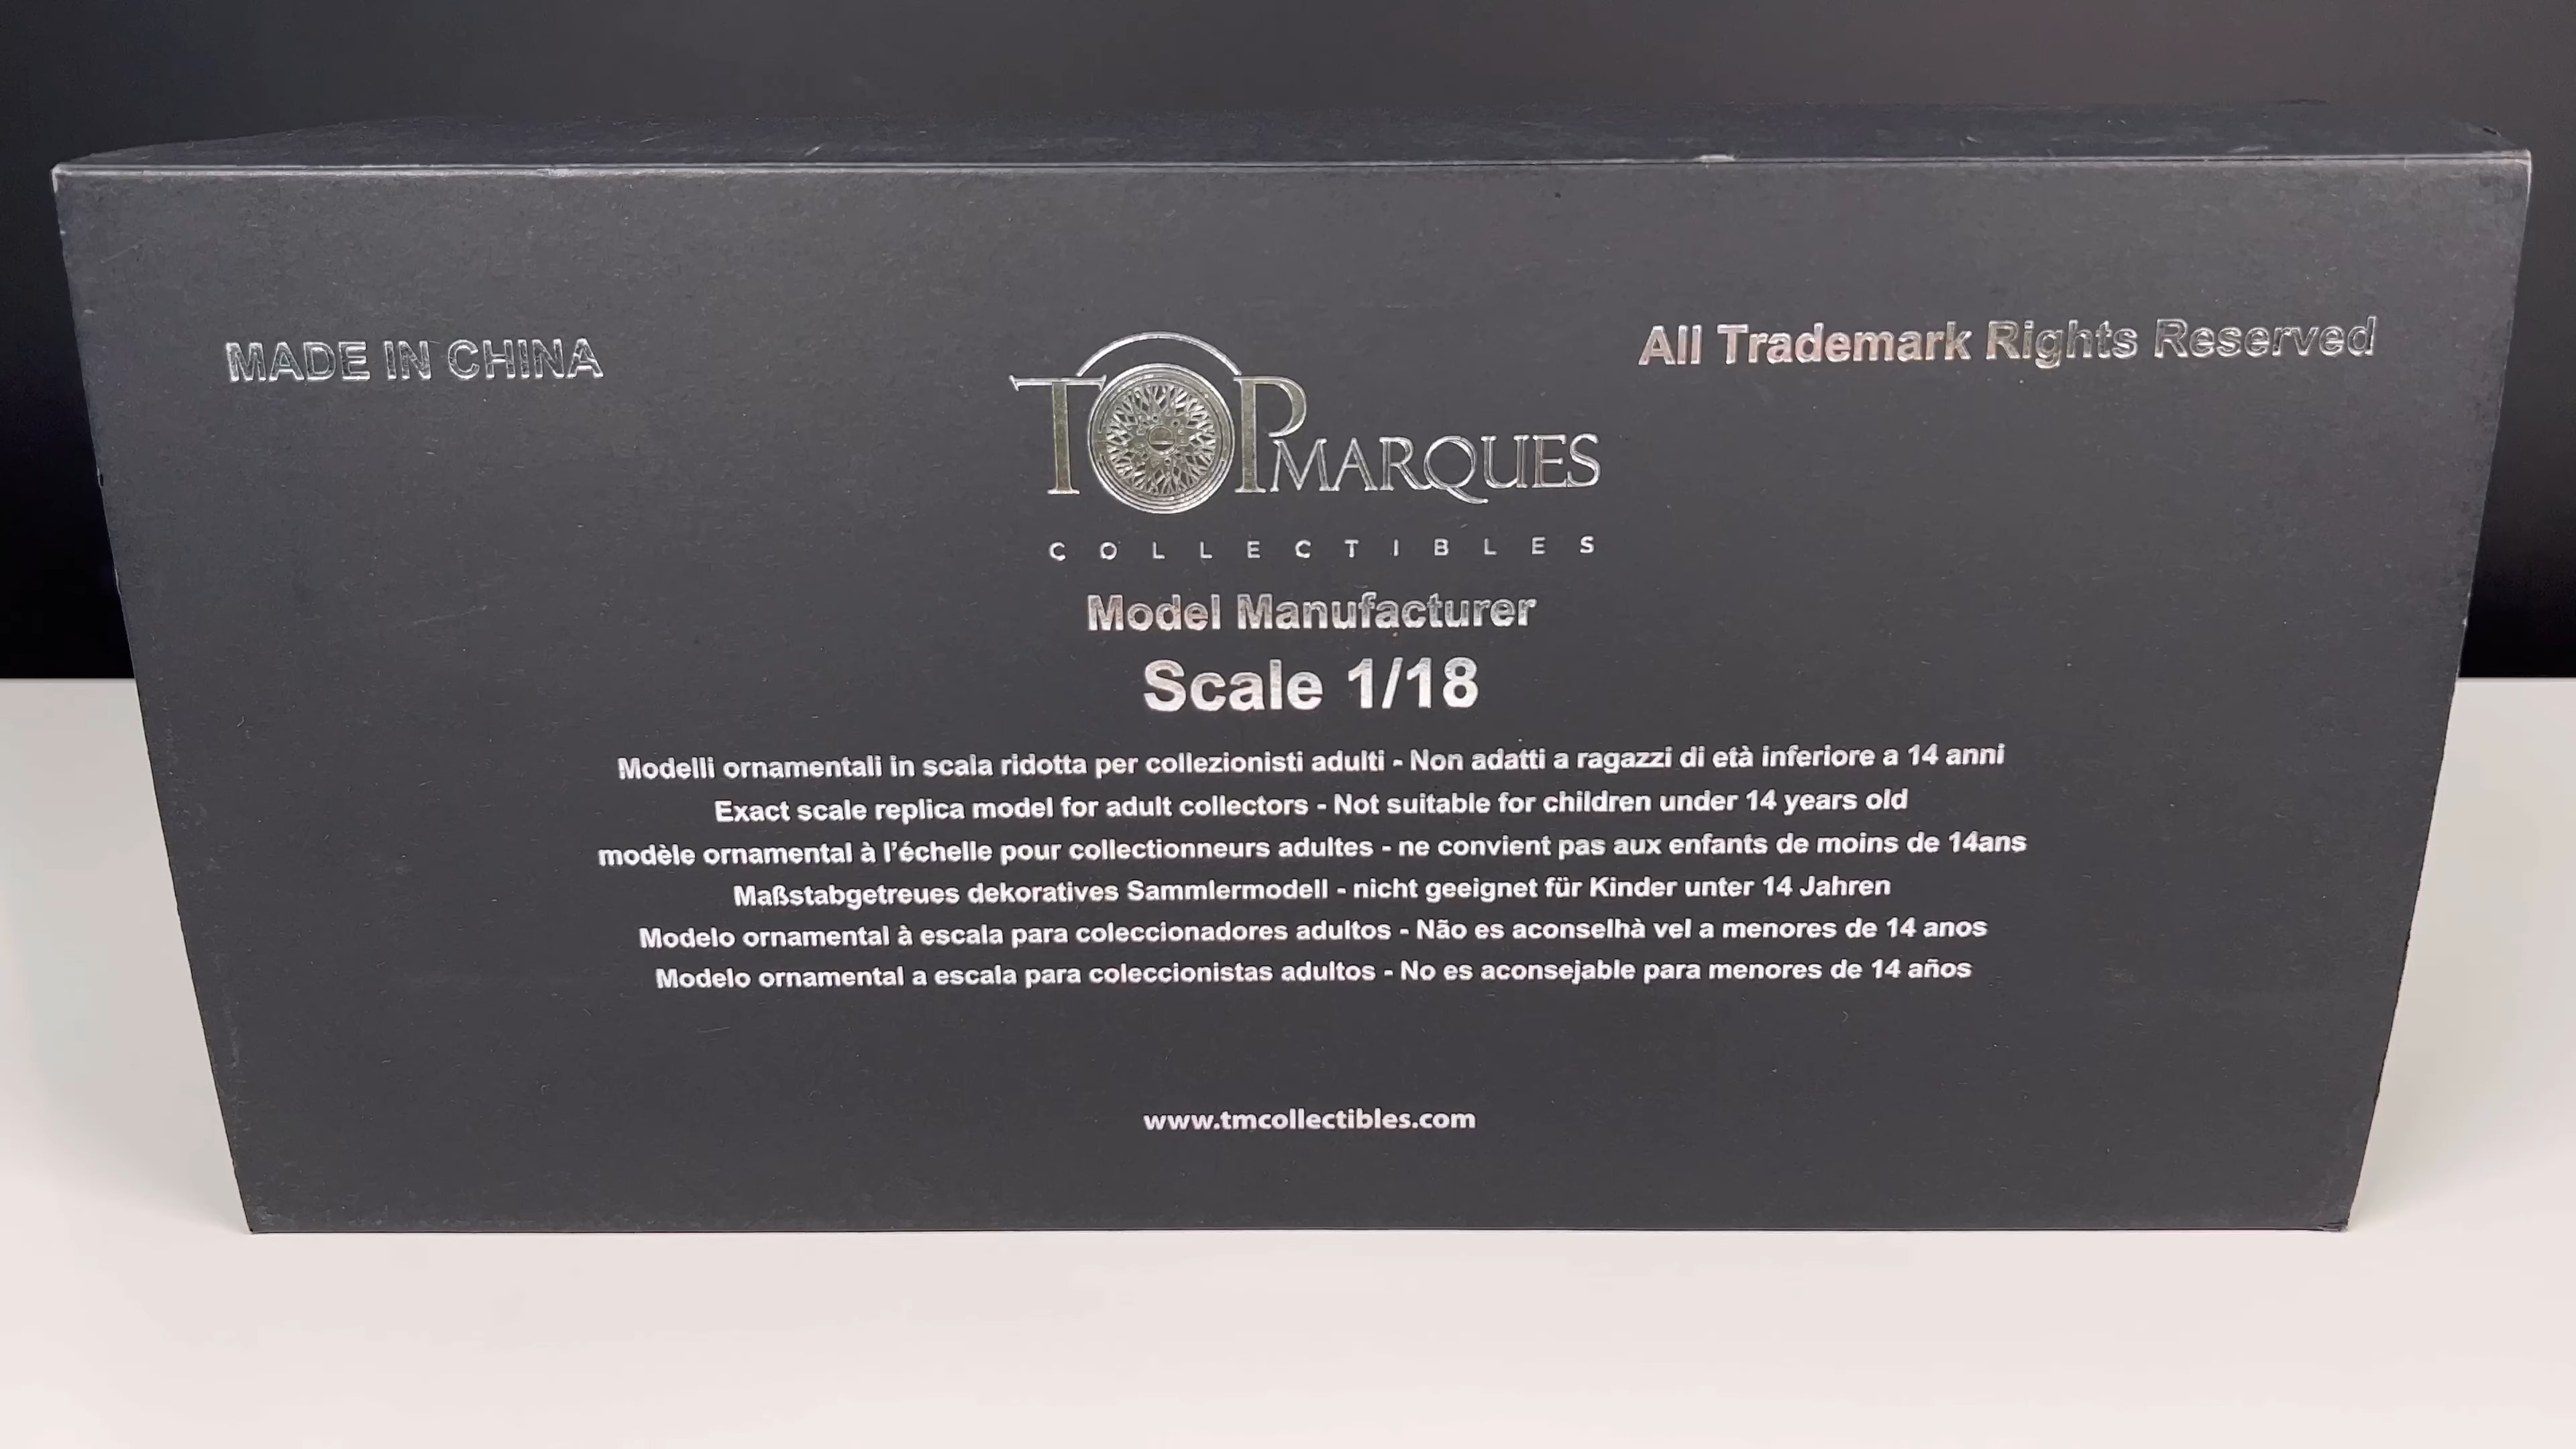 MADE IN CHINA
All Trademark Rights Reserved
TOPMARQUES
COLLECTIBLES
Model Manufacturer
Scale 1/18
Modelli ornamentali in scala ridotta per collezionisti adulti - Non adatti a ragazzi di età inferiore a 14 anni
Exact scale replica model for adult collectors - Not suitable for children under 14 years old
modèle ornamental à l’échelle pour collectionneurs adultes - ne convient pas aux enfants de moins de 14ans
Maßstabgetreues dekoratives Sammlermodell - nicht geeignet für Kinder unter 14 Jahren
Modelo ornamental à escala para coleccionadores adultos - Não es aconselhà vel a menores de 14 anos
Modelo ornamental a escala para coleccionistas adultos - No es aconsejable para menores de 14 años
www.tmcollectibles.com